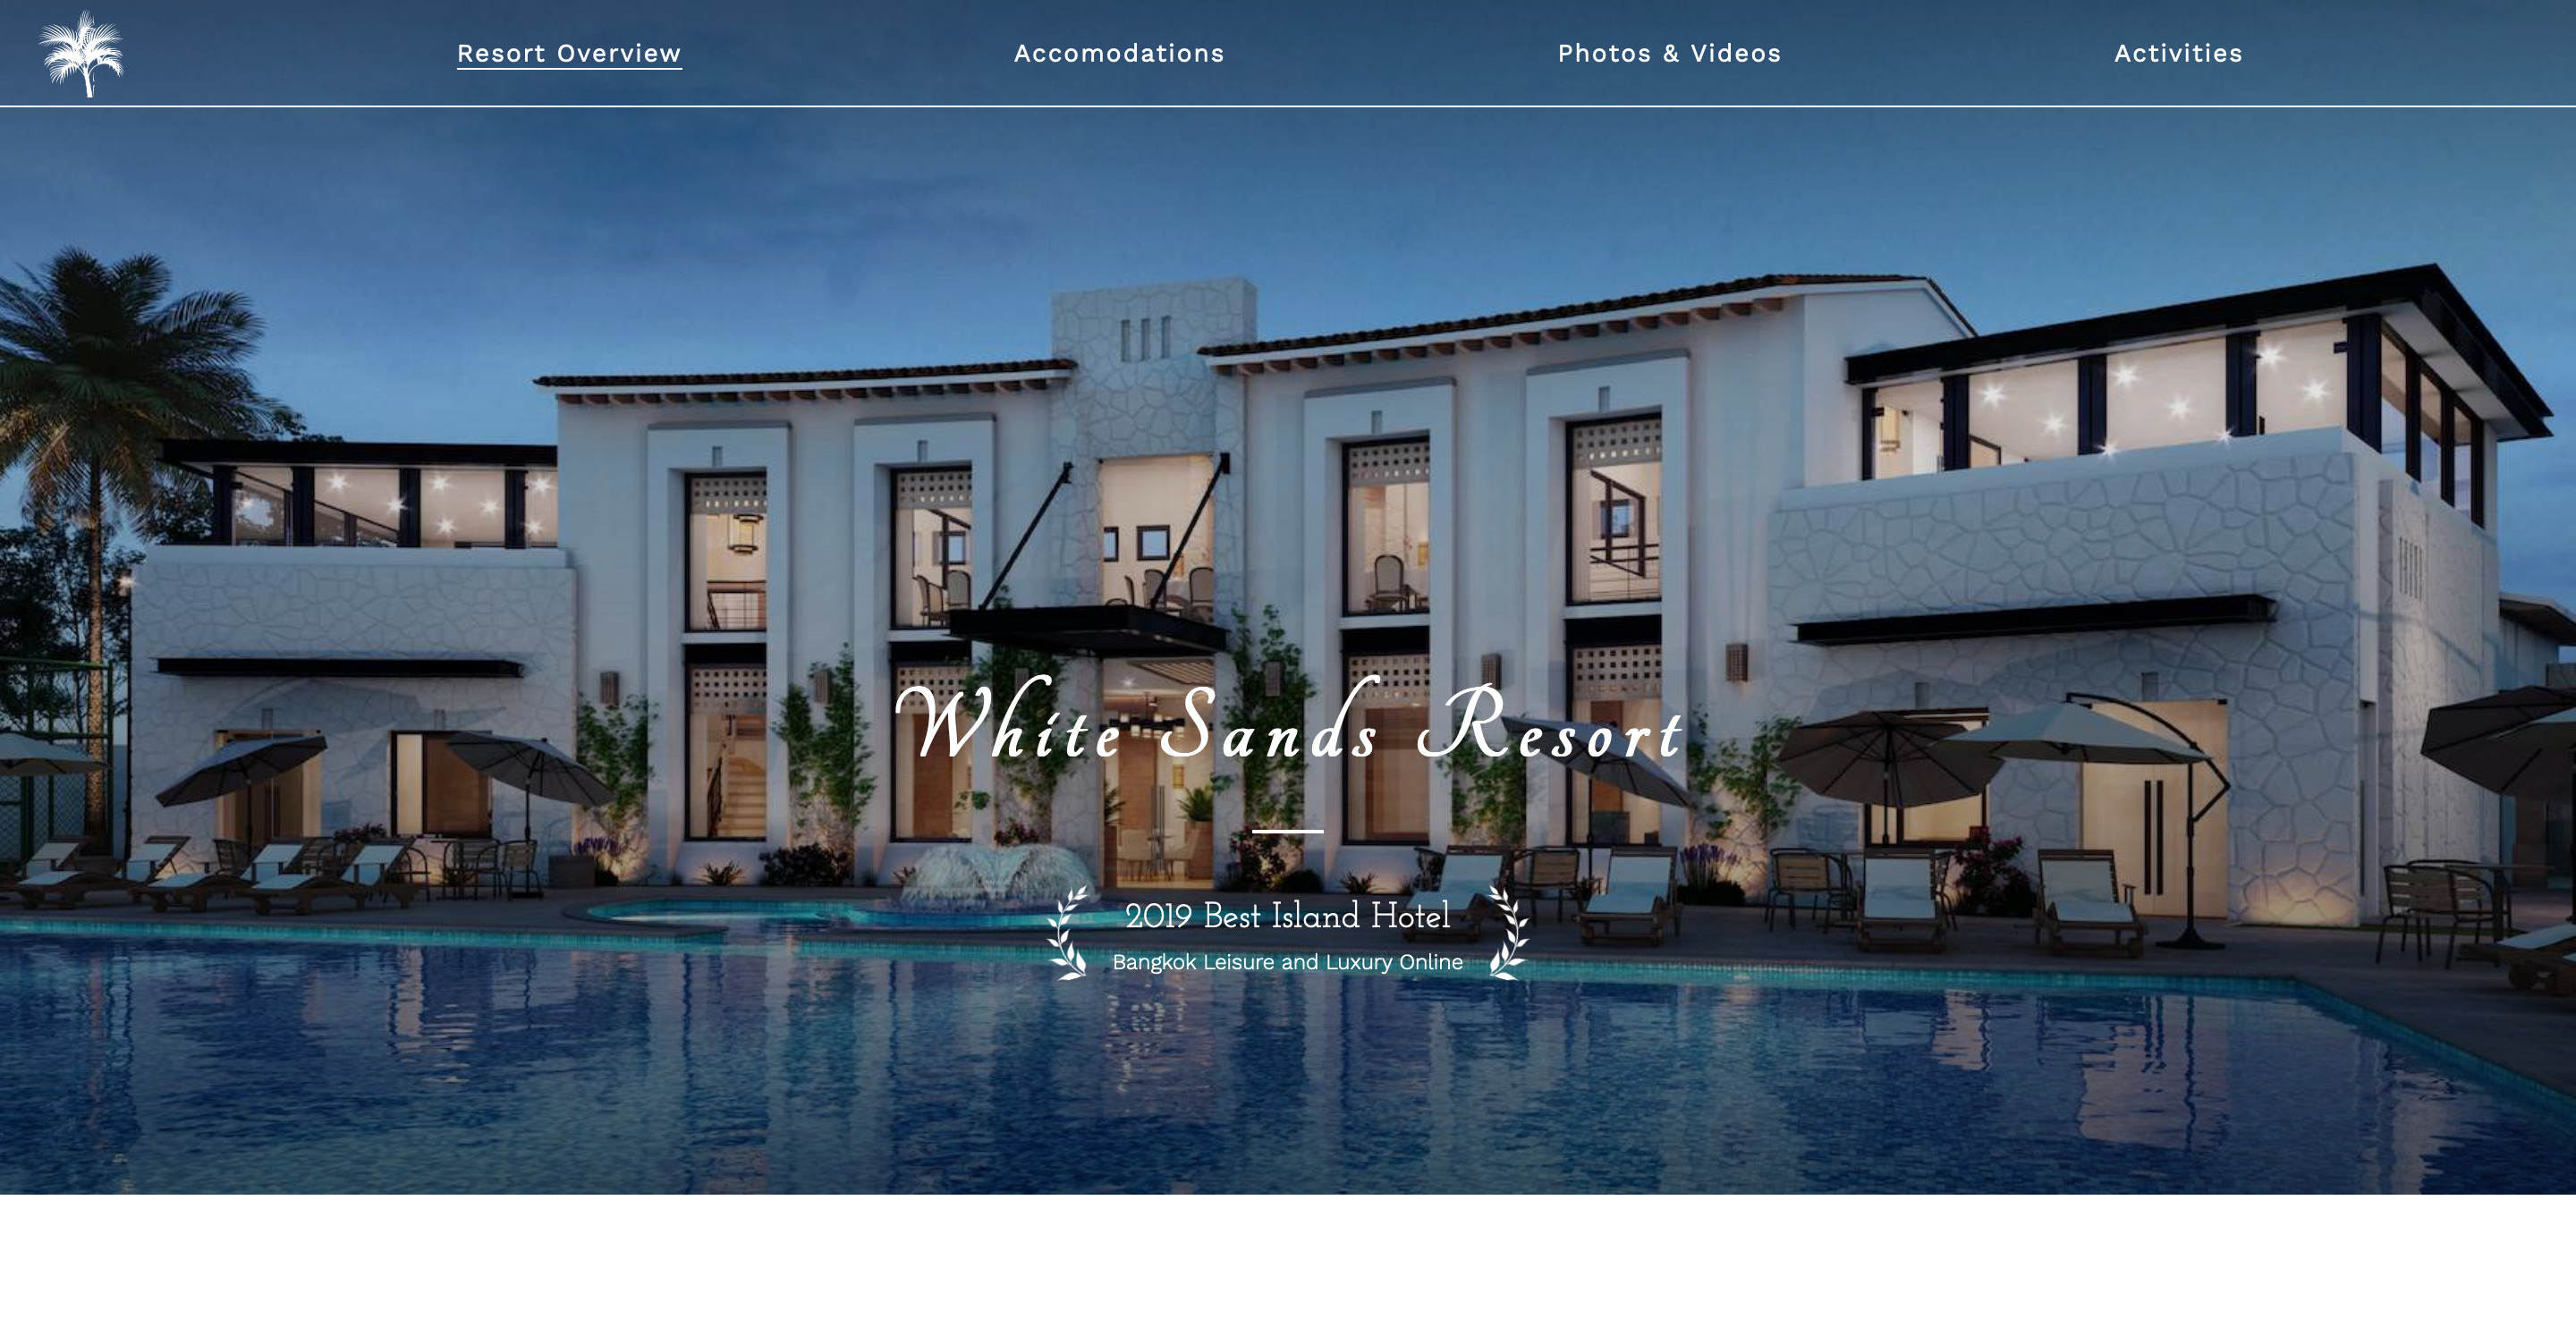 Resort Overview
Accomodations
Photos & Videos
Activities
White Sands Resort
2019 Best Island Hotel
Bangkok Leisure and Luxury Online